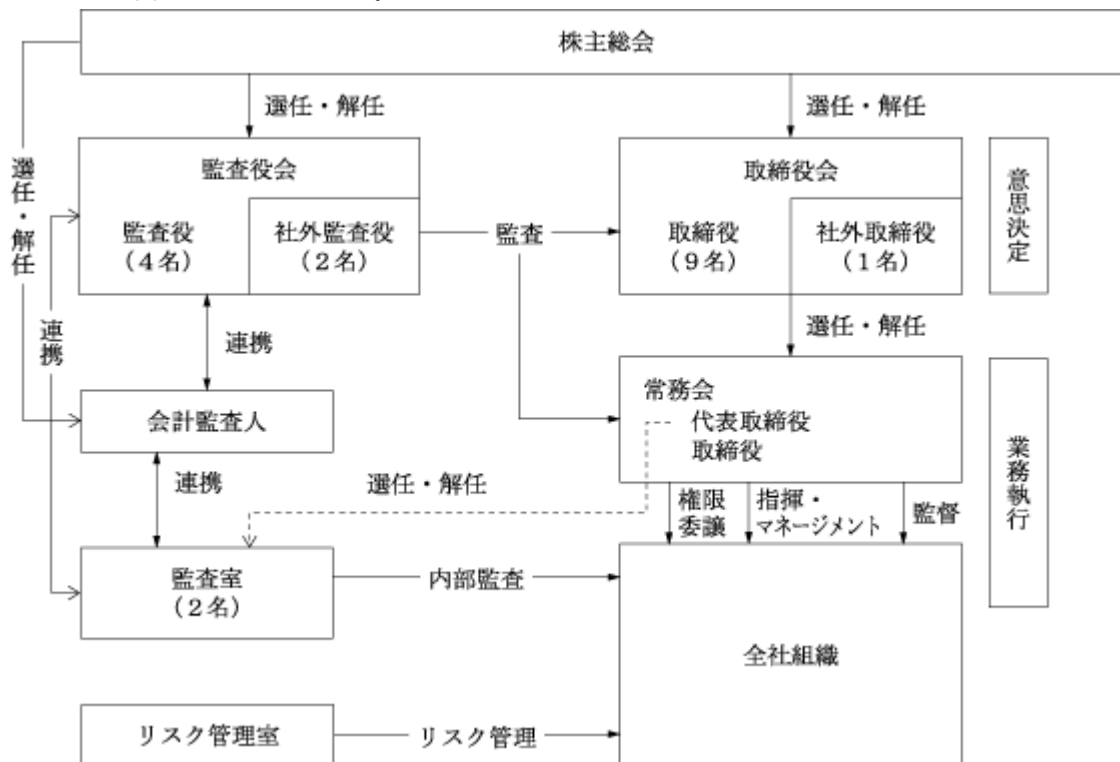 株主総会
選任・解任
選任・解任
選任・解任
監査役会
監査役
(4名)
社外監査役
(2名)
監査
取締役会
取締役
(9名)
社外取締役
(1名)
意思決定
連携
連携
選任・解任
会計監査人
常務会
代表取締役
取締役
業務執行
連携
選任・解任
権限
委譲
指揮・
マネージメント
監督
監査室
(2名)
内部監査
全社組織
リスク管理室
リスク管理